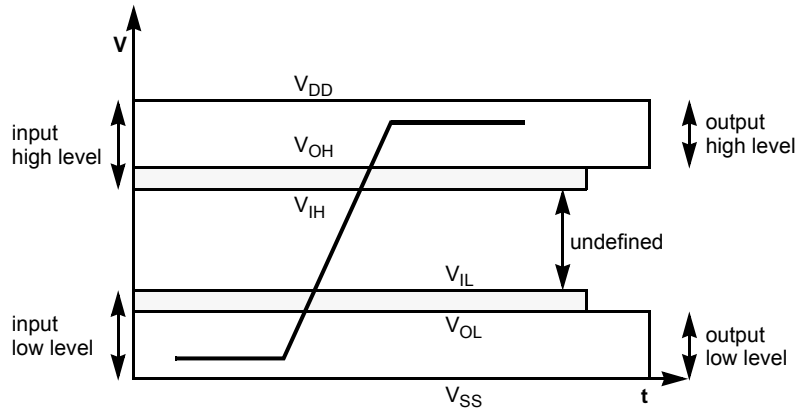 V
V_DD
input
high level
output
high level
V_OH
V_IH
undefined
V_IL
input
low level
V_OL
output
low level
V_SS
t